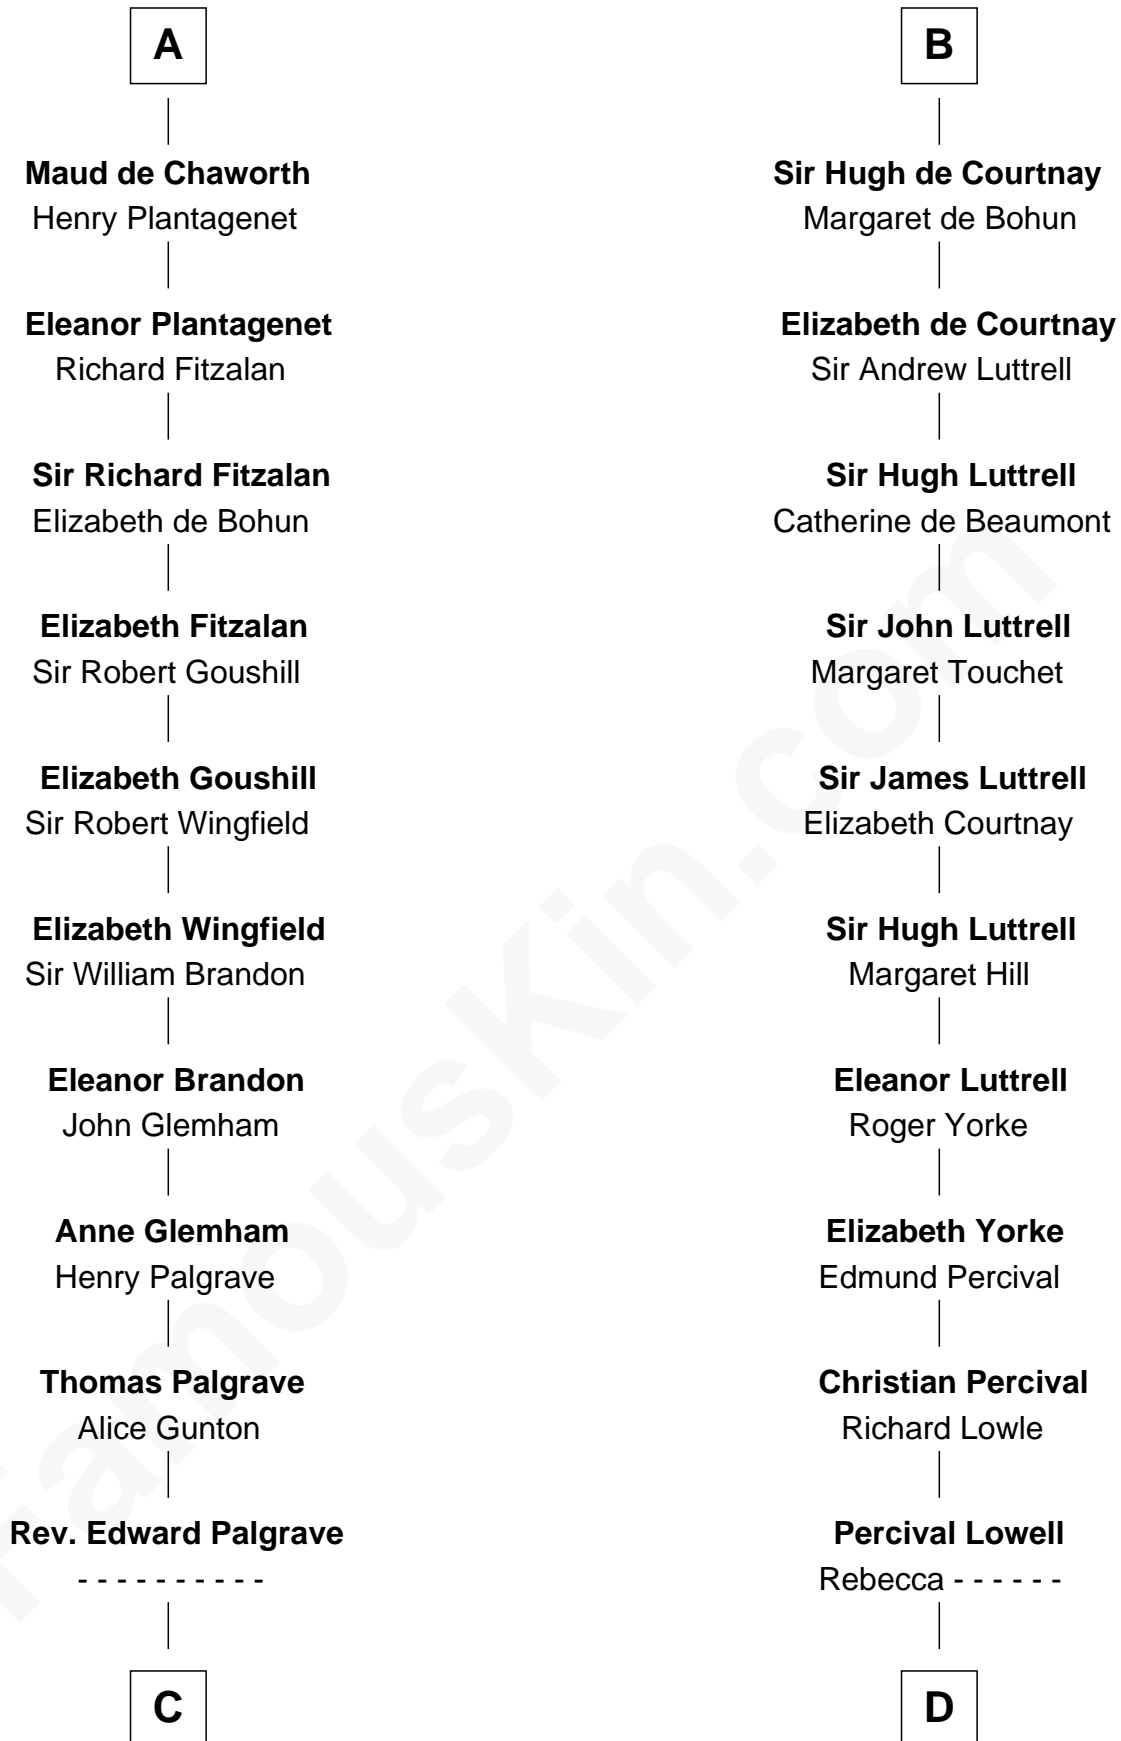 A
Maud de Chaworth
Henry Plantagenet
Eleanor Plantagenet
Richard Fitzalan
Sir Richard Fitzalan
Elizabeth de Bohun
Elizabeth Fitzalan
Sir Robert Goushill
Elizabeth Goushill
Sir Robert Wingfield
Elizabeth Wingfield
Sir William Brandon
Eleanor Brandon
John Glemham
Anne Glemham
Henry Palgrave
Thomas Palgrave
Alice Gunton
Rev. Edward Palgrave
- - - - - - - - - -
C
B
Sir Hugh de Courtnay
Margaret de Bohun
Elizabeth de Courtnay
Sir Andrew Luttrell
Sir Hugh Luttrell
Catherine de Beaumont
Sir John Luttrell
Margaret Touchet
Sir James Luttrell
Elizabeth Courtnay
Sir Hugh Luttrell
Margaret Hill
Eleanor Luttrell
Roger Yorke
Elizabeth Yorke
Edmund Percival
Christian Percival
Richard Lowle
Percival Lowell
Rebecca - - - - - -
D
FamousKin.com